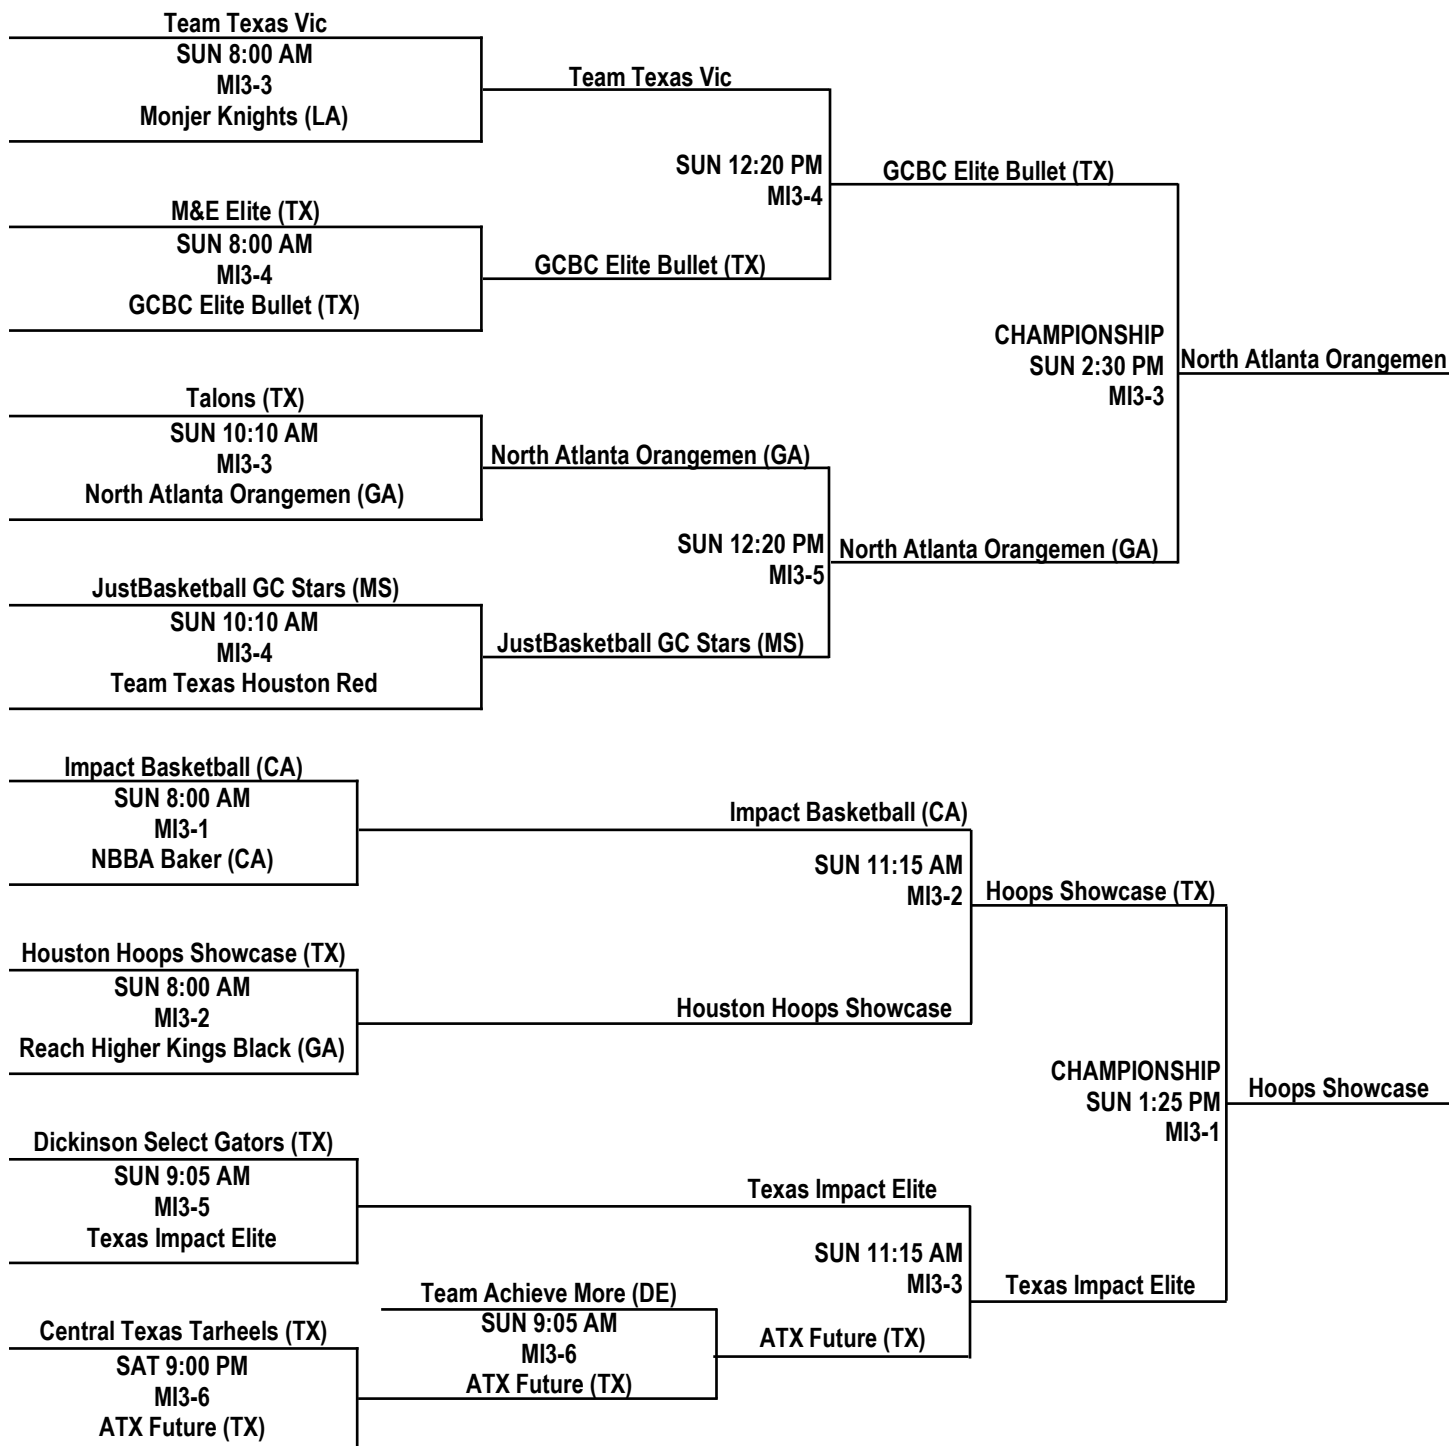 Team Texas Vic
SUN 8:00 AM
MI3-3
Monjer Knights (LA)
Team Texas Vic
SUN 12:20 PM
MI3-4
GCBC Elite Bullet (TX)
M&E Elite (TX)
SUN 8:00 AM
MI3-4
GCBC Elite Bullet (TX)
GCBC Elite Bullet (TX)
CHAMPIONSHIP
SUN 2:30 PM
MI3-3
North Atlanta Orangemen
Talons (TX)
SUN 10:10 AM
MI3-3
North Atlanta Orangemen (GA)
North Atlanta Orangemen (GA)
SUN 12:20 PM
MI3-5
North Atlanta Orangemen (GA)
JustBasketball GC Stars (MS)
SUN 10:10 AM
MI3-4
Team Texas Houston Red
JustBasketball GC Stars (MS)
Impact Basketball (CA)
SUN 8:00 AM
MI3-1
NBBA Baker (CA)
Impact Basketball (CA)
SUN 11:15 AM
MI3-2
Hoops Showcase (TX)
Houston Hoops Showcase (TX)
SUN 8:00 AM
MI3-2
Reach Higher Kings Black (GA)
Houston Hoops Showcase
CHAMPIONSHIP
SUN 1:25 PM
MI3-1
Hoops Showcase
Dickinson Select Gators (TX)
SUN 9:05 AM
MI3-5
Texas Impact Elite
Texas Impact Elite
SUN 11:15 AM
MI3-3
Texas Impact Elite
Team Achieve More (DE)
SUN 9:05 AM
MI3-6
ATX Future (TX)
ATX Future (TX)
Central Texas Tarheels (TX)
SAT 9:00 PM
MI3-6
ATX Future (TX)